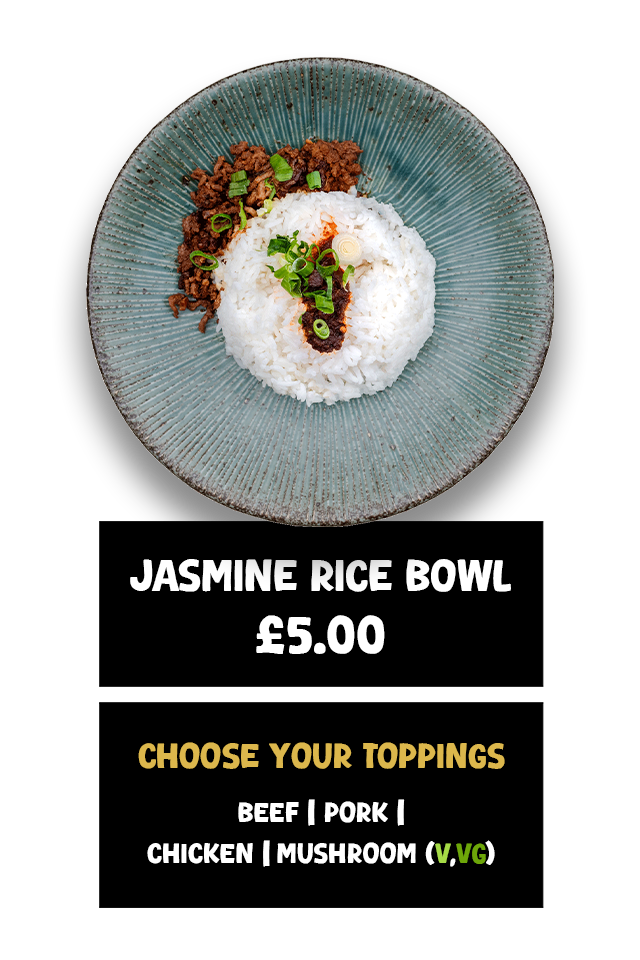 JASMINE RICE BOWL
£5.00
CHOOSE YOUR TOPPINGS
BEEF | PORK |
CHICKEN | MUSHROOM (V,VG)